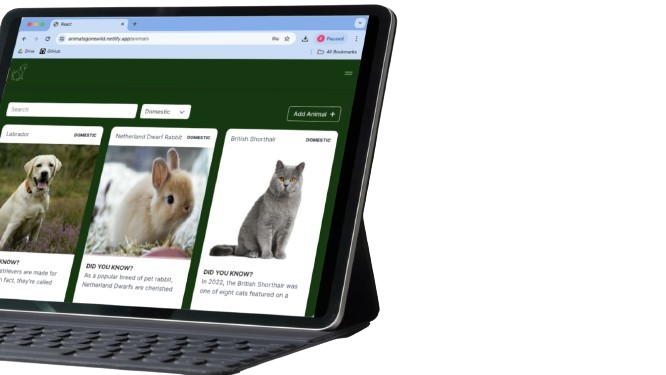 React
animalsgonewild.netlify.app/animals
Paused
Drive GitHub
All Bookmarks
Search
Domestic
Add Animal +
Labrador DOMESTIC
Netherland Dwarf Rabbit DOMESTIC
British Shorthair DOMESTIC
KNOW?
etrievers are made for
n fact, they're called
DID YOU KNOW?
As a popular breed of pet rabbit,
Netherland Dwarfs are cherished
DID YOU KNOW?
In 2022, the British Shorthair was
one of eight cats featured on a